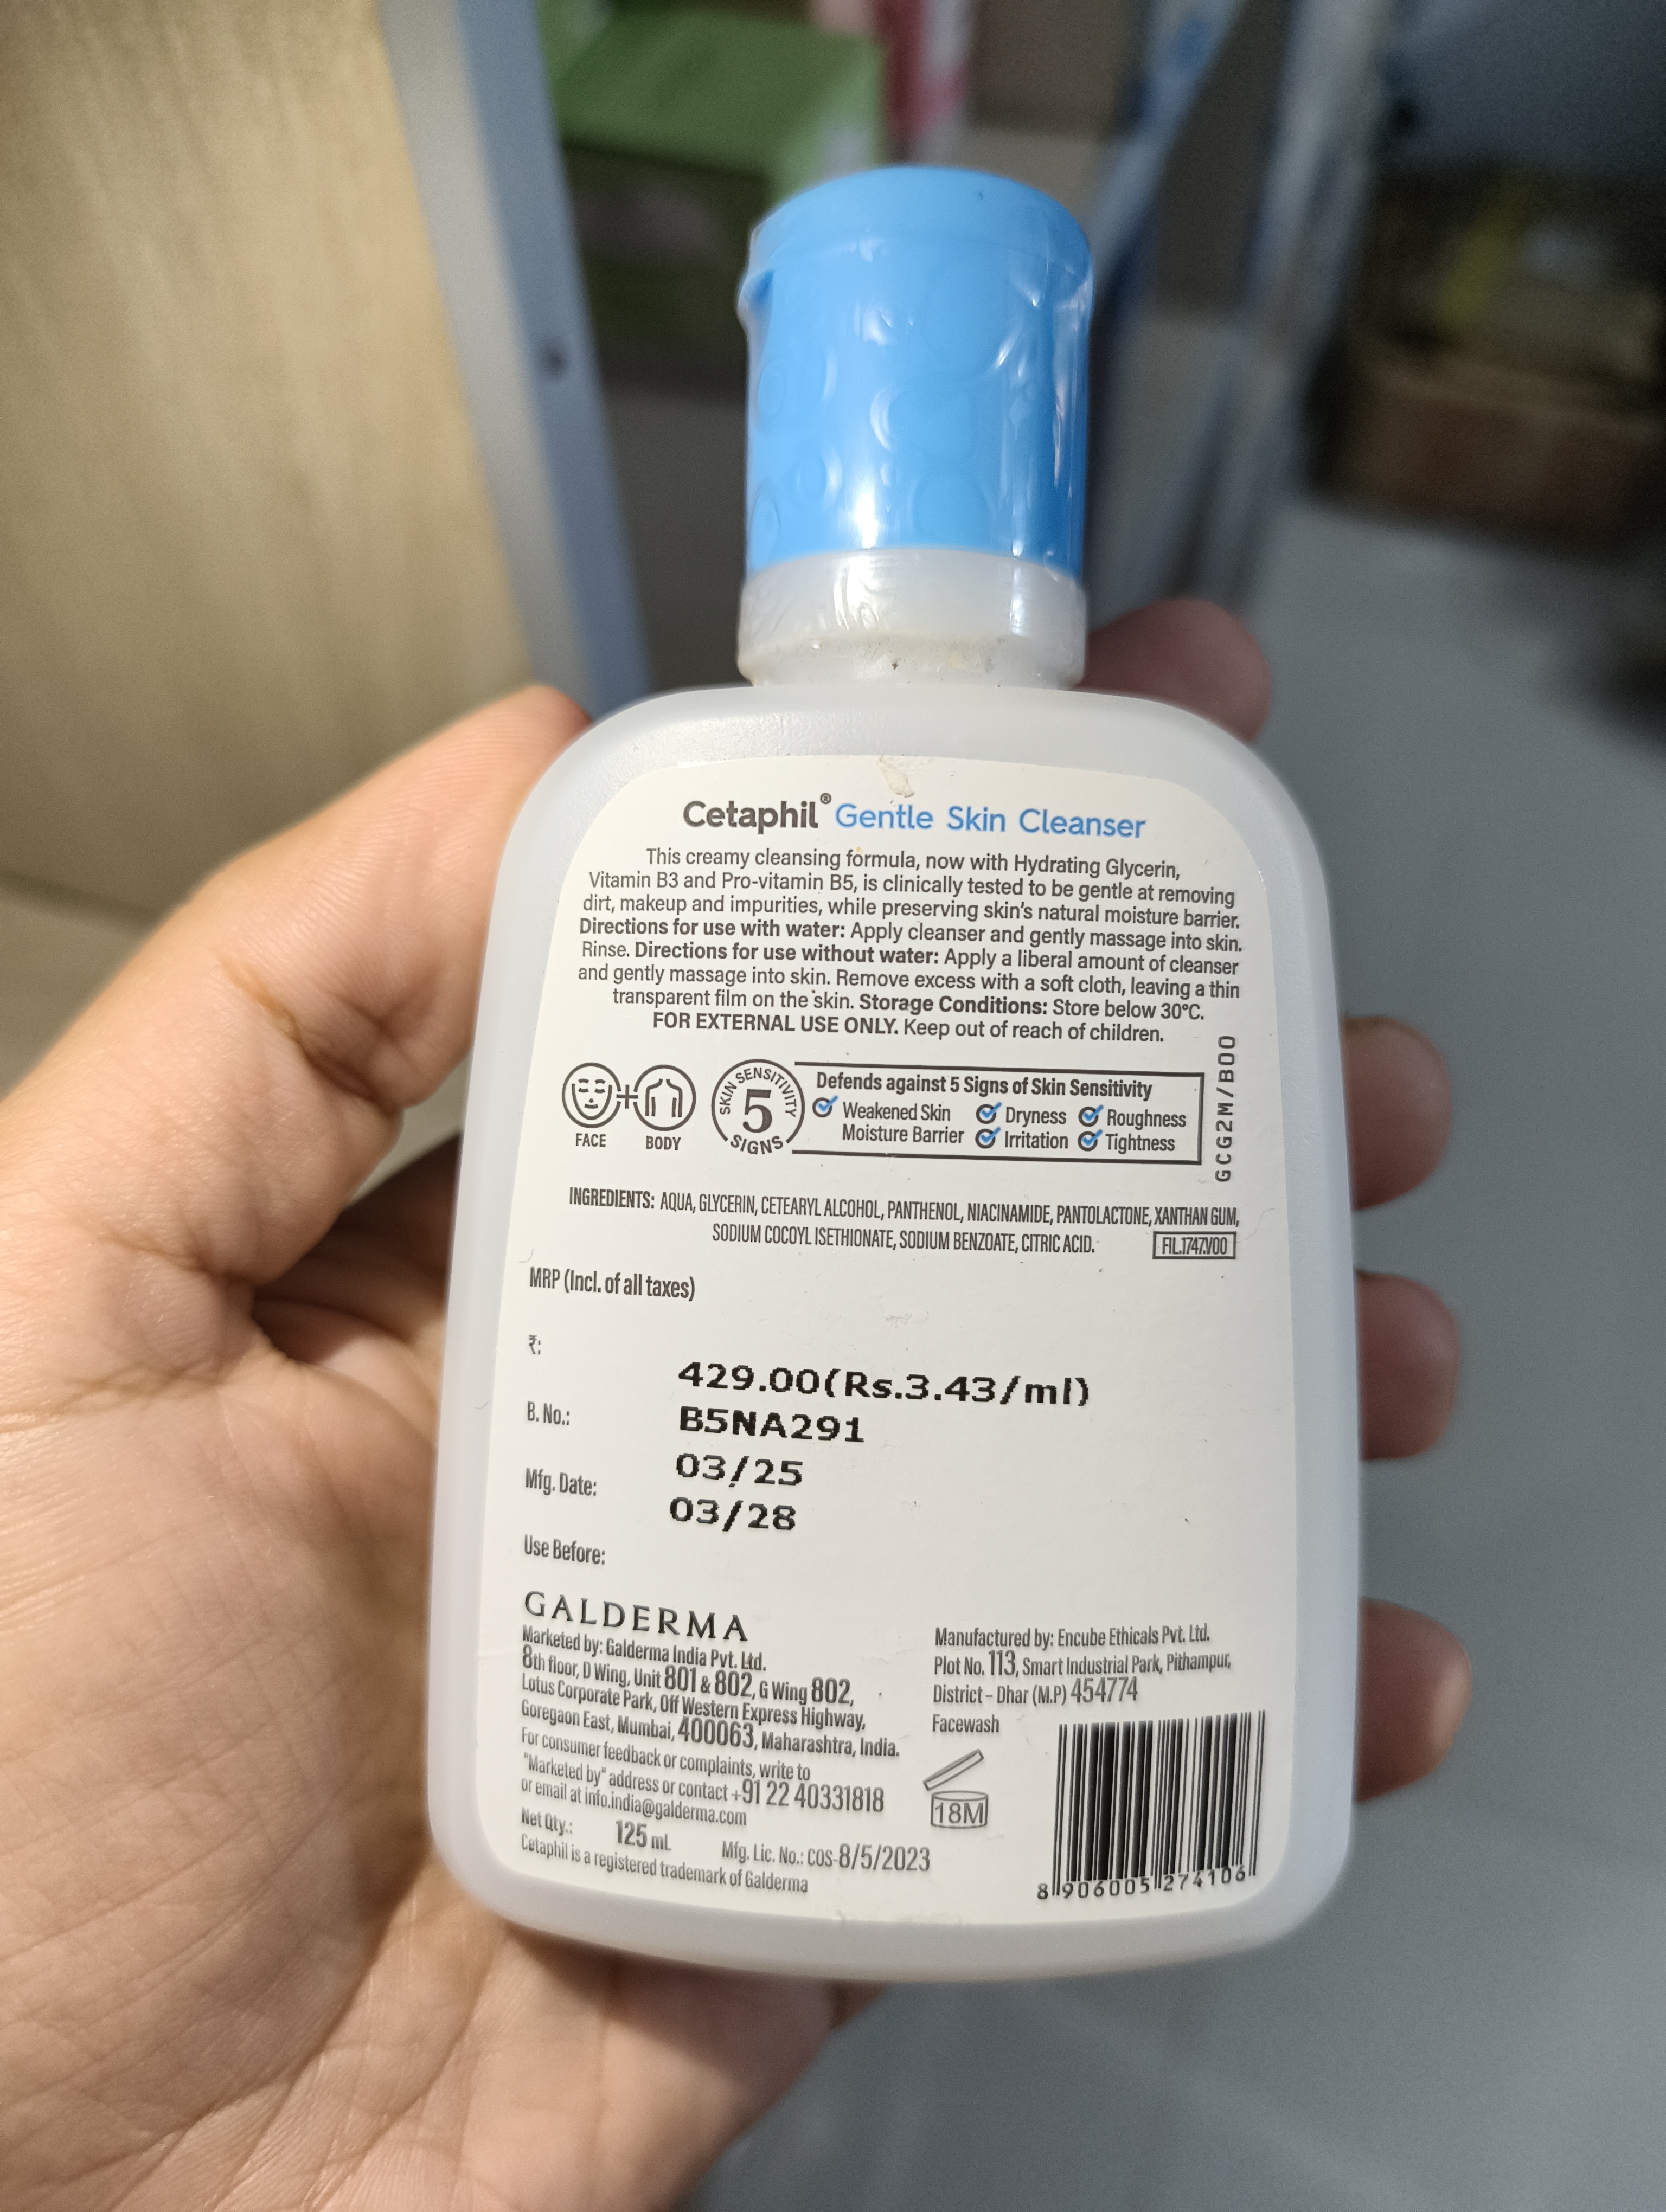 Cetaphil® Gentle Skin Cleanser
This creamy cleansing formula, now with Hydrating Glycerin,
Vitamin B3 and Pro-vitamin B5, is clinically tested to be gentle at removing
dirt, makeup and impurities, while preserving skin's natural moisture barrier.
Directions for use with water: Apply cleanser and gently massage into skin.
Rinse. Directions for use without water: Apply a liberal amount of cleanser
and gently massage into skin. Remove excess with a soft cloth, leaving a thin
transparent film on the skin. Storage Conditions: Store below 30°C.
FOR EXTERNAL USE ONLY. Keep out of reach of children.
GCG2M/B00
FACE + BODY
SKIN SENSITIVITY
5
SIGNS
Defends against 5 Signs of Skin Sensitivity
Weakened Skin Dryness Roughness
Moisture Barrier Irritation Tightness
INGREDIENTS: AQUA, GLYCERIN, CETEARYL ALCOHOL, PANTHENOL, NIACINAMIDE, PANTOLACTONE, XANTHAN GUM,
SODIUM COCOYL ISETHIONATE, SODIUM BENZOATE, CITRIC ACID. FIL.1747.V00
MRP (Incl. of all taxes)
₹:
429.00(Rs.3.43/ml)
B. No.: B5NA291
03/25
Mfg. Date:
03/28
Use Before:
GALDERMA
Marketed by: Galderma India Pvt. Ltd.
8th floor, D Wing, Unit 801 & 802, G Wing 802,
Lotus Corporate Park, Off Western Express Highway,
Goregaon East, Mumbai, 400063, Maharashtra, India.
For consumer feedback or complaints, write to
"Marketed by" address or contact +91 22 40331818
or email at info.india@galderma.com
Net Qty.: 125 mL Mfg. Lic. No.: COS-8/5/2023
Cetaphil is a registered trademark of Galderma
Manufactured by: Encube Ethicals Pvt. Ltd.
Plot No. 113, Smart Industrial Park, Pithampur,
District – Dhar (M.P) 454774
Facewash
18M
8 906005 274106